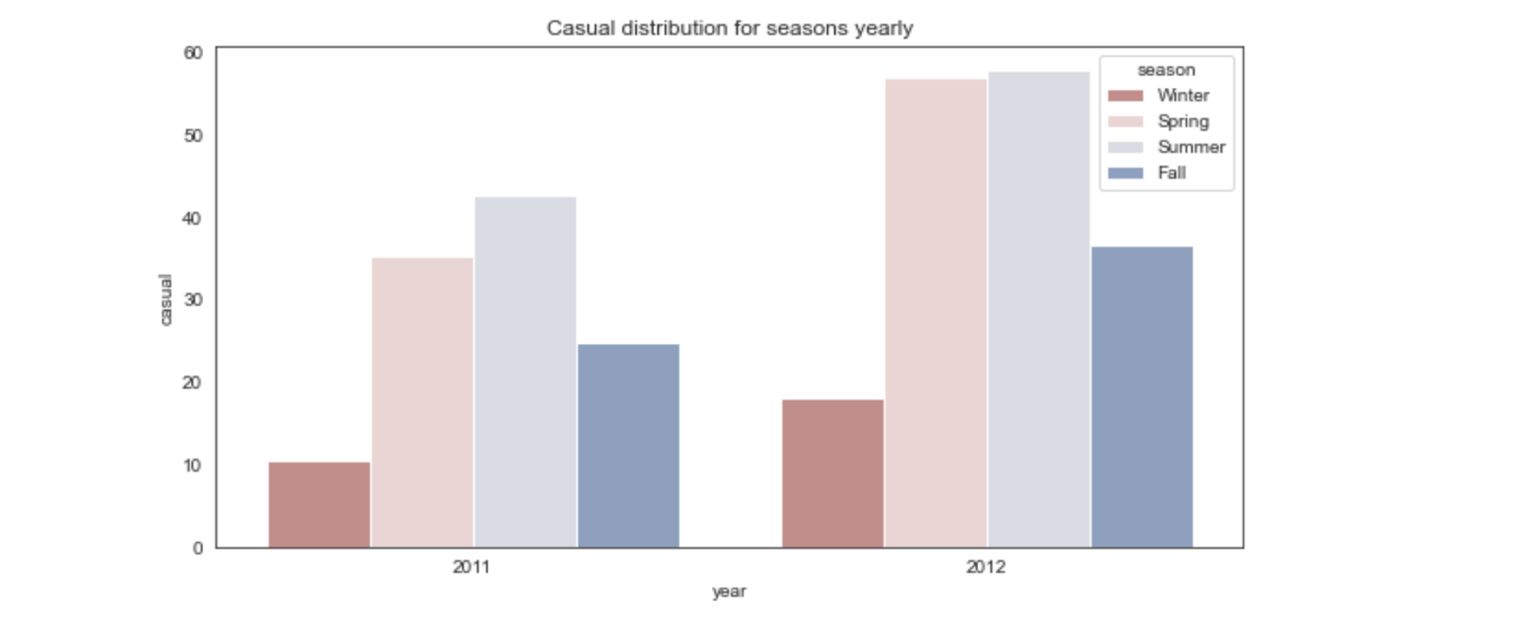 Casual distribution for seasons yearly
60
50
40
30
20
10
0
casual
2011
2012
year
season
Winter
Spring
Summer
Fall